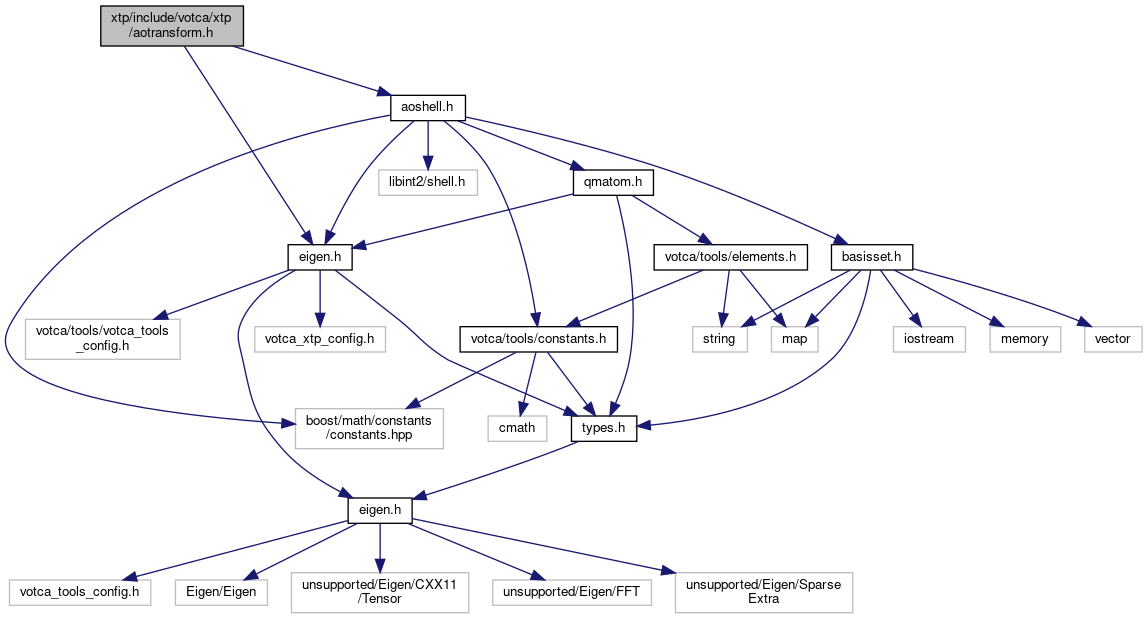 xtp/include/votca/xtp
/aotransform.h
aoshell.h
libint2/shell.h
qmatom.h
eigen.h
votca/tools/elements.h
basisset.h
votca/tools/votca_tools
_config.h
votca_xtp_config.h
votca/tools/constants.h
string
map
iostream
memory
vector
boost/math/constants
/constants.hpp
cmath
types.h
eigen.h
votca_tools_config.h
Eigen/Eigen
unsupported/Eigen/CXX11
/Tensor
unsupported/Eigen/FFT
unsupported/Eigen/Sparse
Extra